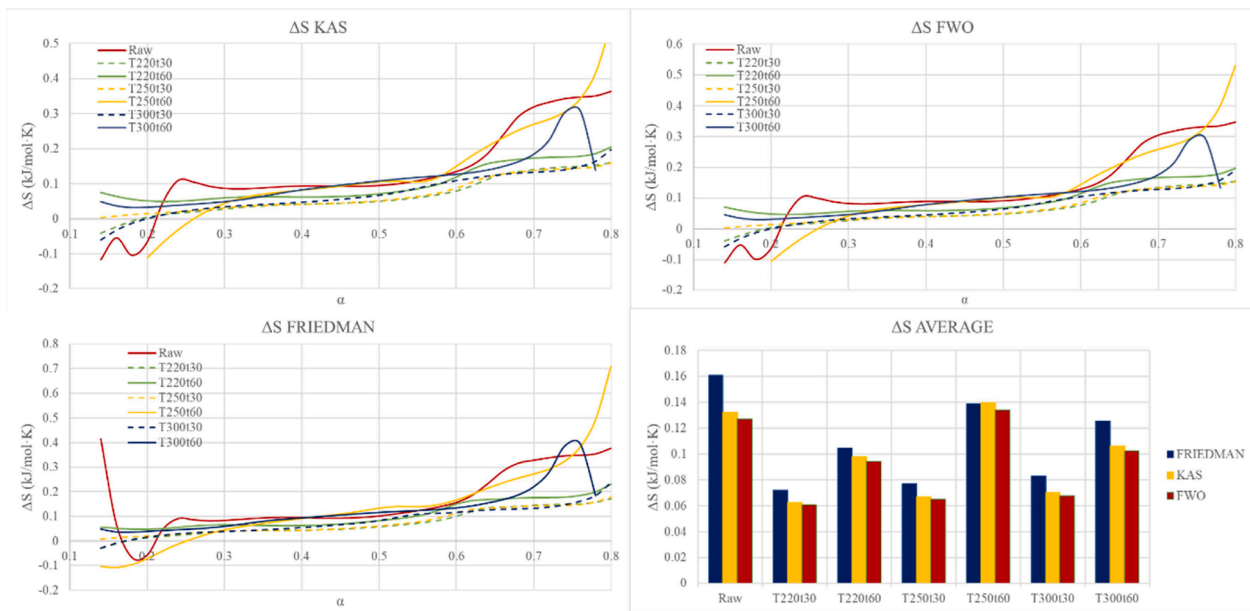 ΔS KAS
0.5
0.4
0.3
0.2
0.1
0
-0.1
-0.2
ΔS (kJ/mol·K)
Raw
T220t30
T220t60
T250t30
T250t60
T300t30
T300t60
0.1 0.2 0.3 0.4 0.5 0.6 0.7 0.8
α
ΔS FWO
0.6
0.5
0.4
0.3
0.2
0.1
0
-0.1
-0.2
ΔS (kJ/mol·K)
Raw
T220t30
T220t60
T250t30
T250t60
T300t30
T300t60
0.1 0.2 0.3 0.4 0.5 0.6 0.7 0.8
α
ΔS FRIEDMAN
0.8
0.7
0.6
0.5
0.4
0.3
0.2
0.1
0
-0.1
-0.2
ΔS (kJ/mol·K)
Raw
T220t30
T220t60
T250t30
T250t60
T300t30
T300t60
0.1 0.2 0.3 0.4 0.5 0.6 0.7 0.8
α
ΔS AVERAGE
0.18
0.16
0.14
0.12
0.1
0.08
0.06
0.04
0.02
0
ΔS (kJ/mol·K)
Raw T220t30 T220t60 T250t30 T250t60 T300t30 T300t60
FRIEDMAN
KAS
FWO